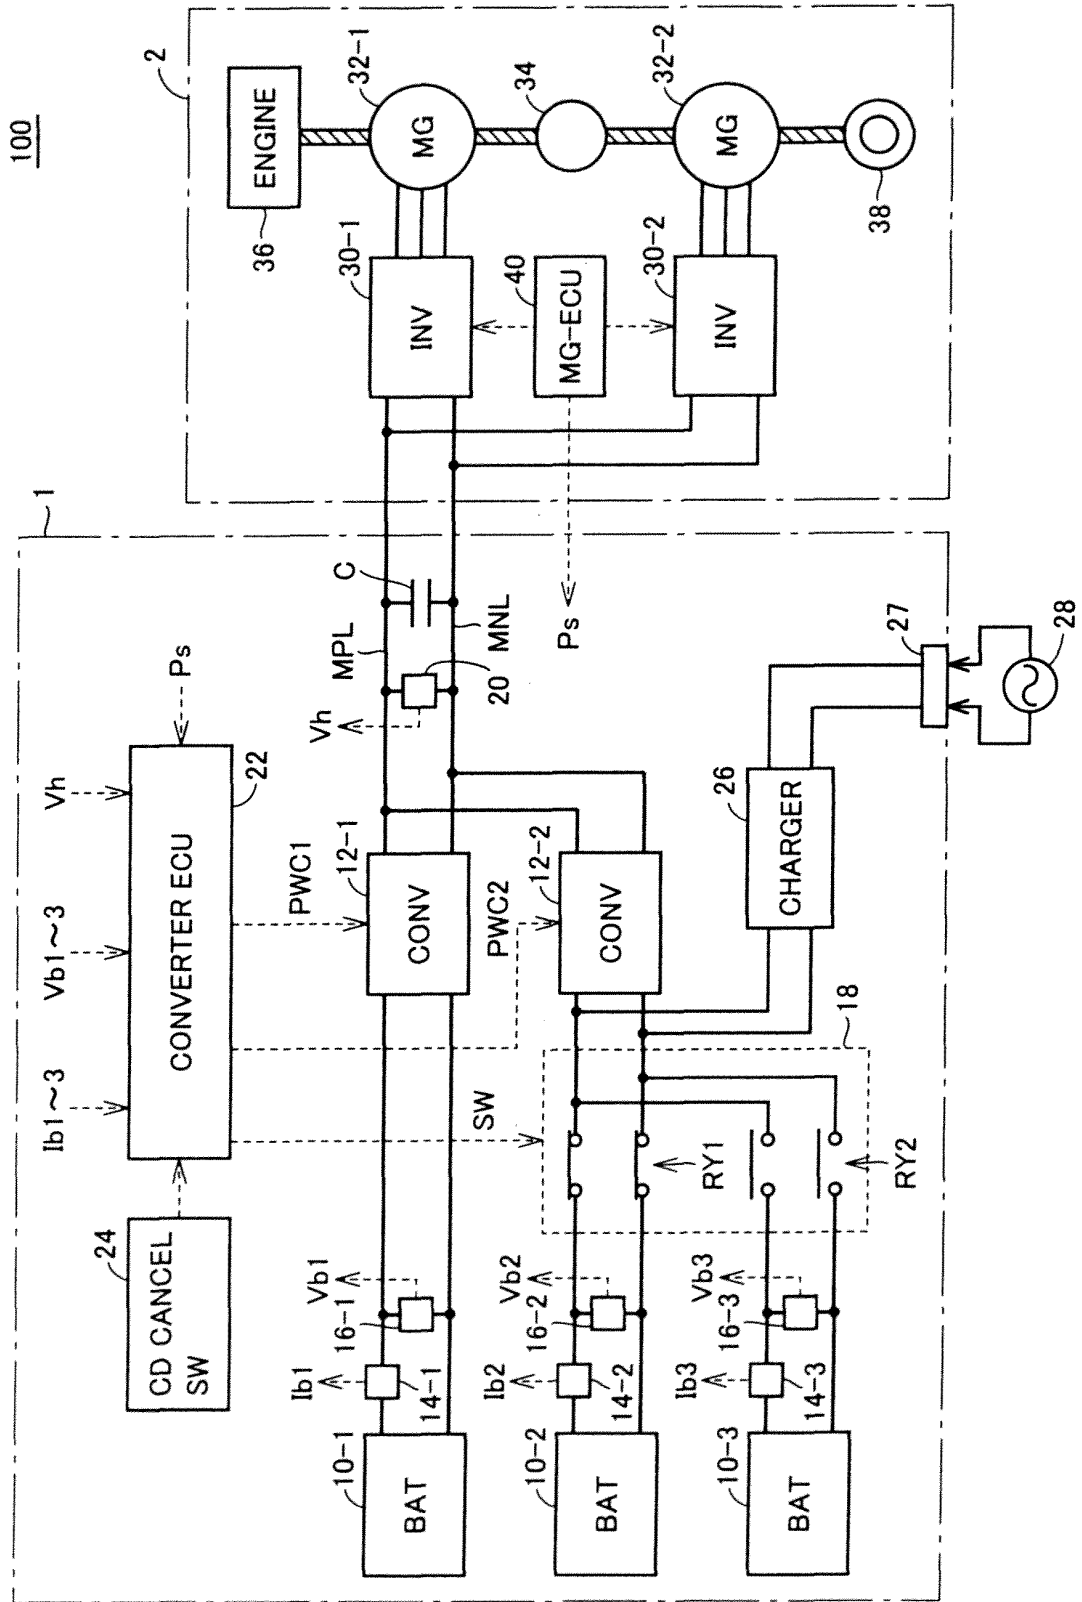 100
1
2
24
CD CANCEL
SW
Ib1~3
Vb1~3
Vh
Ps
CONVERTER ECU
22
PWC1
PWC2
SW
10-1
BAT
Ib1
14-1
Vb1
16-1
12-1
CONV
Vh
20
MPL
MNL
C
10-2
BAT
Ib2
14-2
Vb2
16-2
RY1
12-2
CONV
10-3
BAT
Ib3
14-3
Vb3
16-3
RY2
18
26
CHARGER
27
28
Ps
30-1
INV
40
MG-ECU
30-2
INV
36
ENGINE
32-1
MG
34
32-2
MG
38